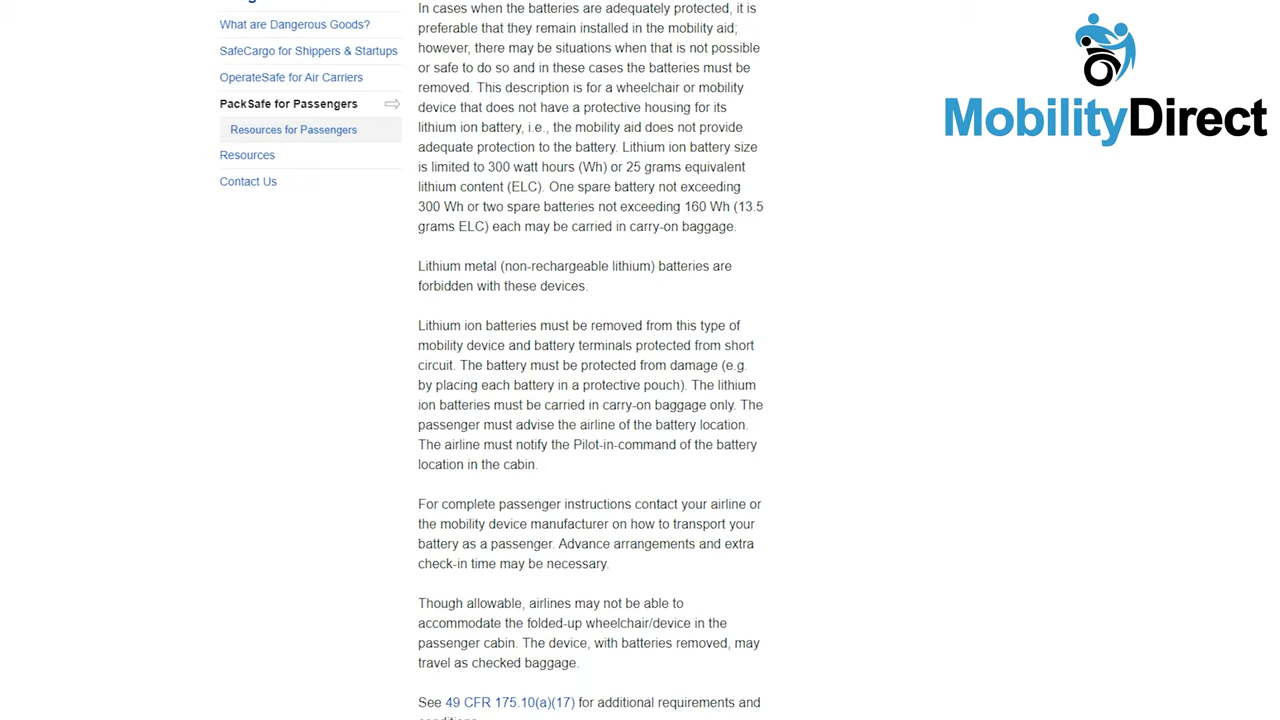 What are Dangerous Goods?
SafeCargo for Shippers & Startups
OperateSafe for Air Carriers
PackSafe for Passengers
Resources for Passengers
Resources
Contact Us
In cases when the batteries are adequately protected, it is
preferable that they remain installed in the mobility aid;
however, there may be situations when that is not possible
or safe to do so and in these cases the batteries must be
removed. This description is for a wheelchair or mobility
device that does not have a protective housing for its
lithium ion battery, i.e., the mobility aid does not provide
adequate protection to the battery. Lithium ion battery size
is limited to 300 watt hours (Wh) or 25 grams equivalent
lithium content (ELC). One spare battery not exceeding
300 Wh or two spare batteries not exceeding 160 Wh (13.5
grams ELC) each may be carried in carry-on baggage.
Lithium metal (non-rechargeable lithium) batteries are
forbidden with these devices.
Lithium ion batteries must be removed from this type of
mobility device and battery terminals protected from short
circuit. The battery must be protected from damage (e.g.
by placing each battery in a protective pouch). The lithium
ion batteries must be carried in carry-on baggage only. The
passenger must advise the airline of the battery location.
The airline must notify the Pilot-in-command of the battery
location in the cabin.
For complete passenger instructions contact your airline or
the mobility device manufacturer on how to transport your
battery as a passenger. Advance arrangements and extra
check-in time may be necessary.
Though allowable, airlines may not be able to
accommodate the folded-up wheelchair/device in the
passenger cabin. The device, with batteries removed, may
travel as checked baggage.
See 49 CFR 175.10(a)(17) for additional requirements and
MobilityDirect